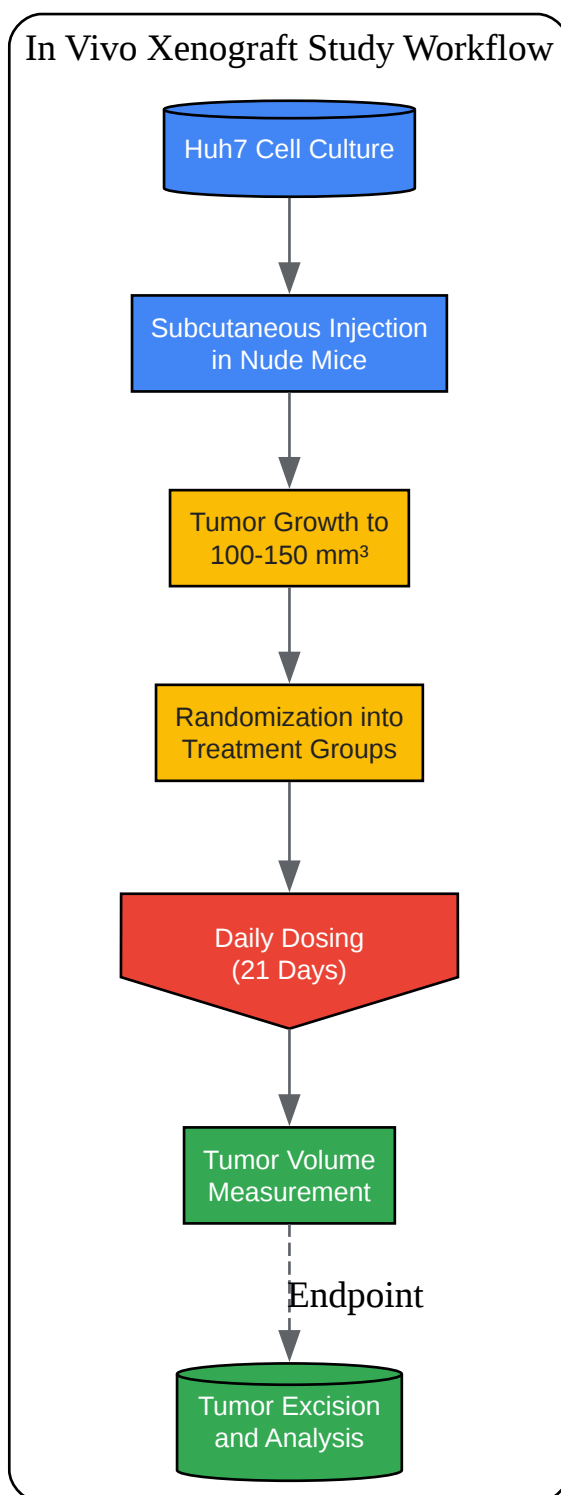 In Vivo Xenograft Study Workflow
Huh7 Cell Culture
Subcutaneous Injection
in Nude Mice
Tumor Growth to
100-150 mm³
Randomization into
Treatment Groups
Daily Dosing
(21 Days)
Tumor Volume
Measurement
Endpoint
Tumor Excision
and Analysis